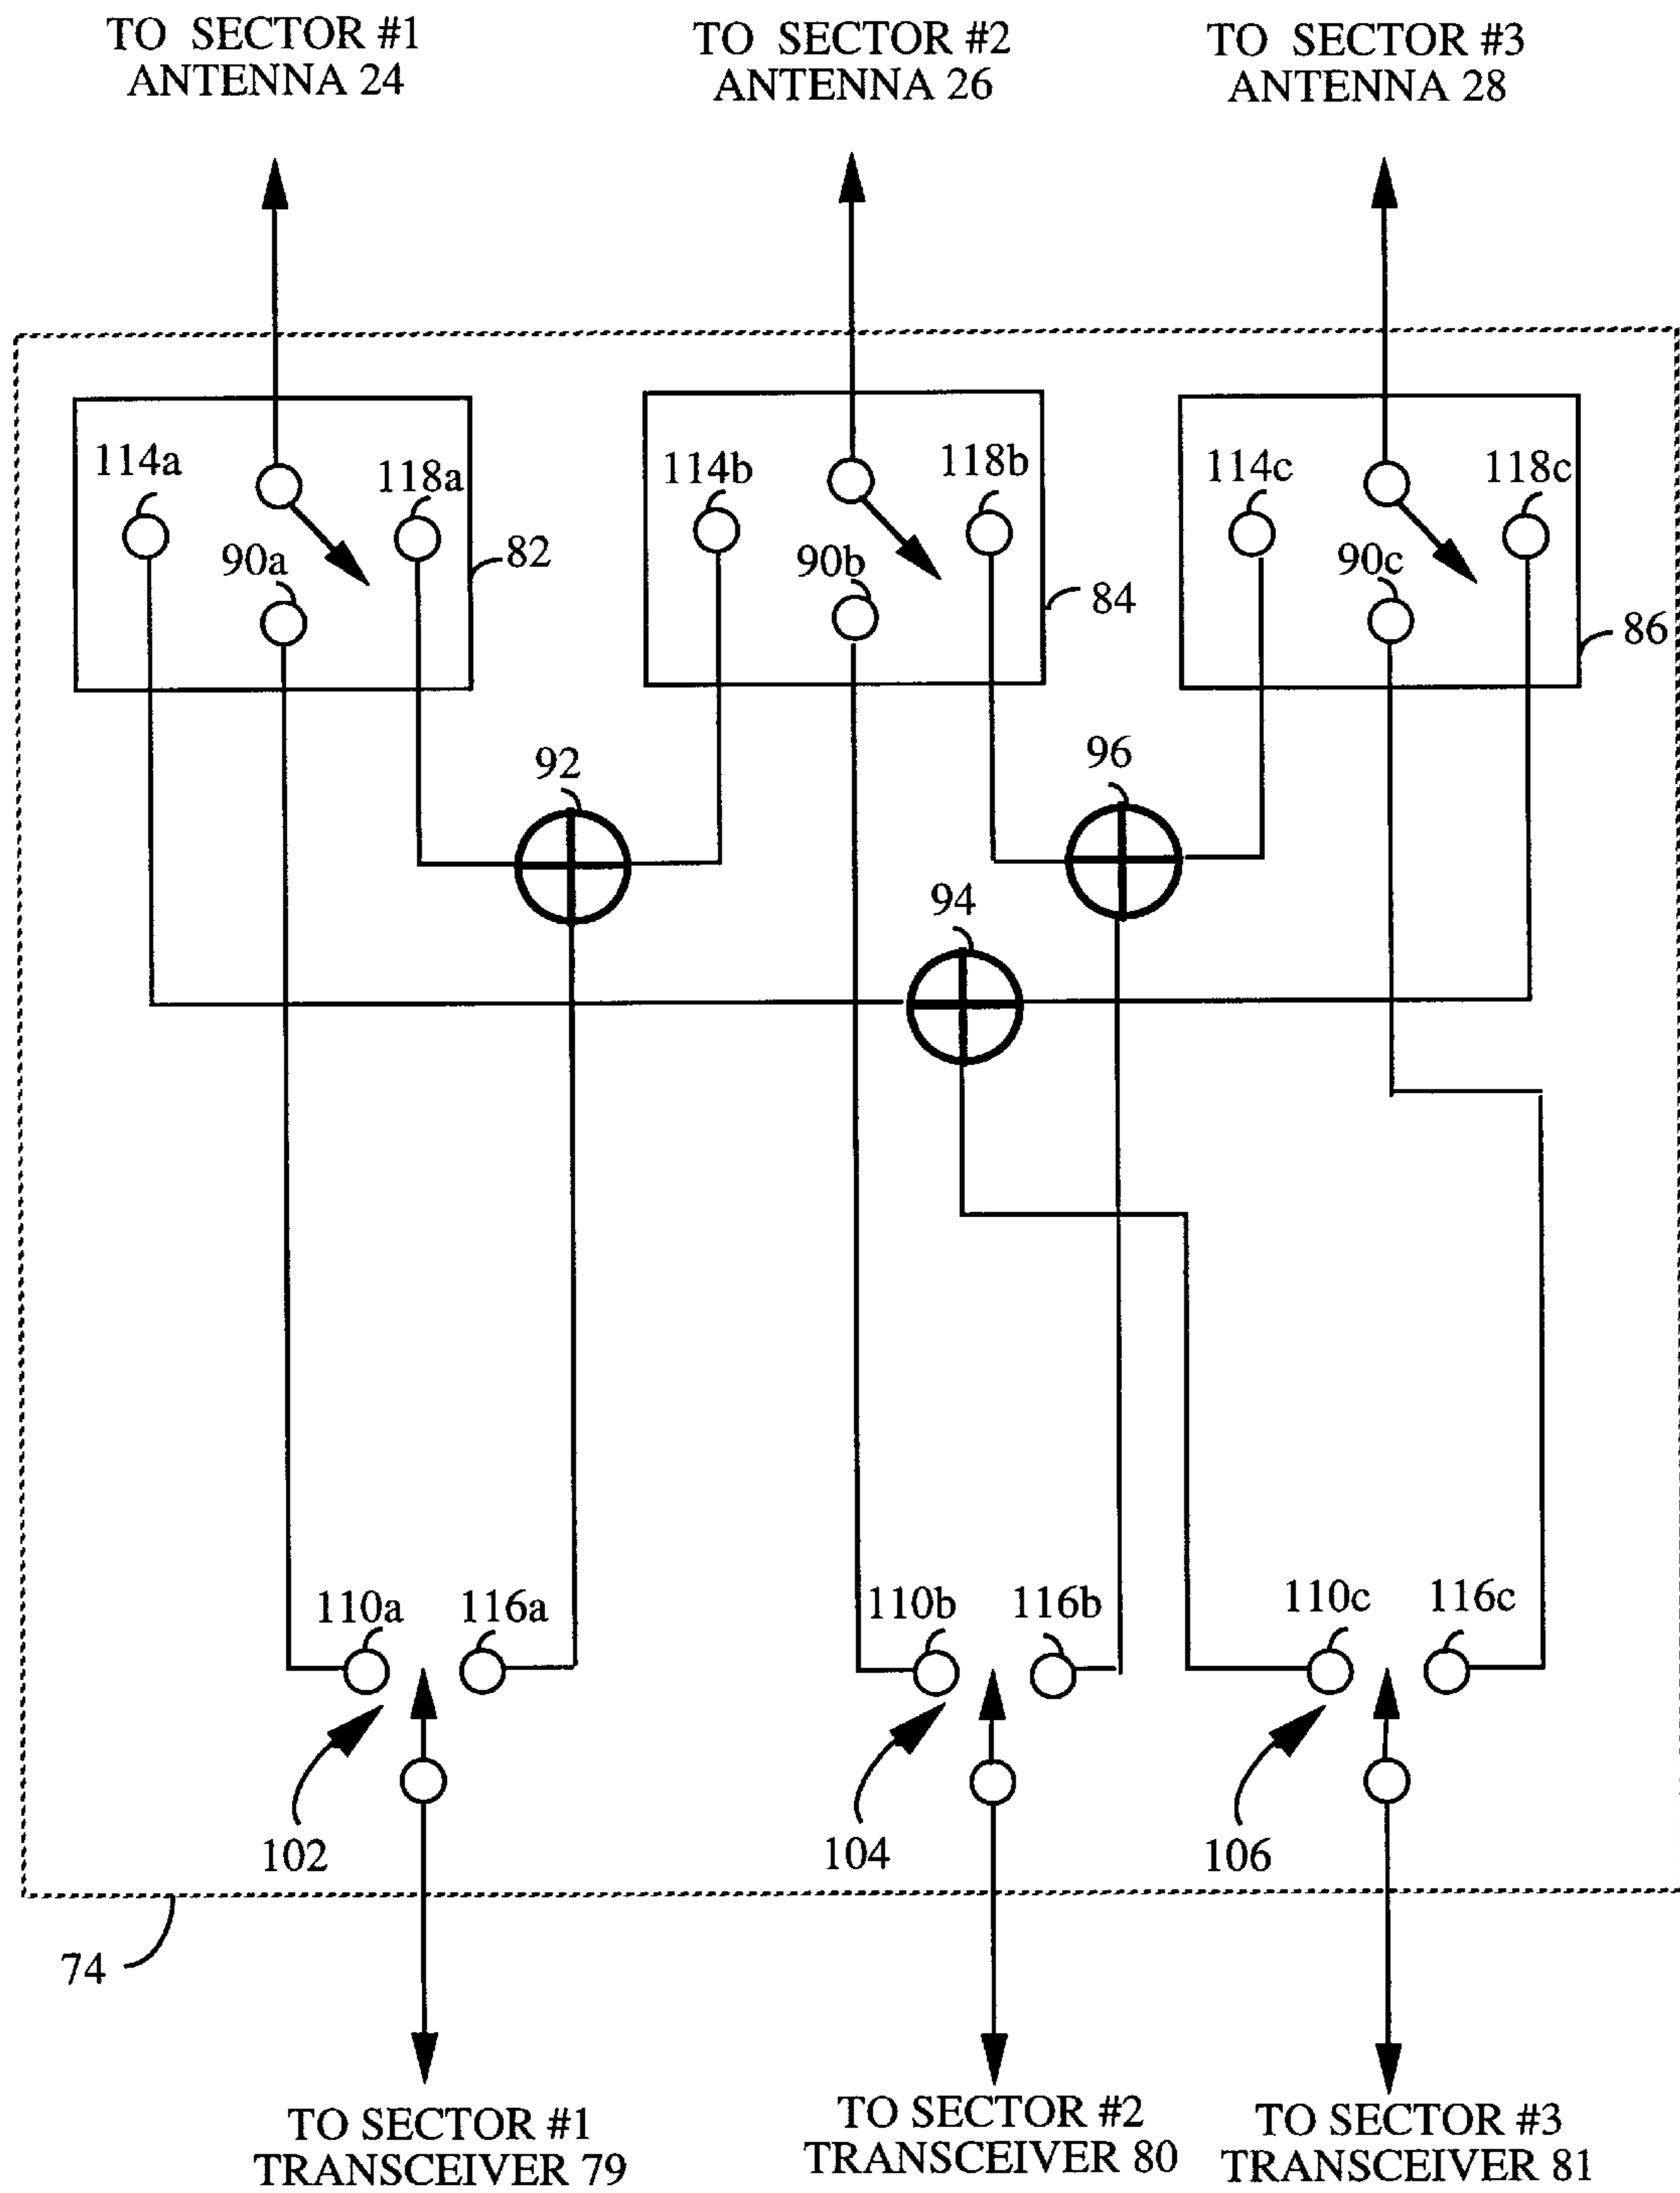 TO SECTOR #1
ANTENNA 24
TO SECTOR #2
ANTENNA 26
TO SECTOR #3
ANTENNA 28
114a
118a
90a
82
114b
118b
90b
84
114c
118c
90c
86
92
96
94
110a
116a
110b
116b
110c
116c
102
104
106
74
TO SECTOR #1
TRANSCEIVER 79
TO SECTOR #2
TRANSCEIVER 80
TO SECTOR #3
TRANSCEIVER 81